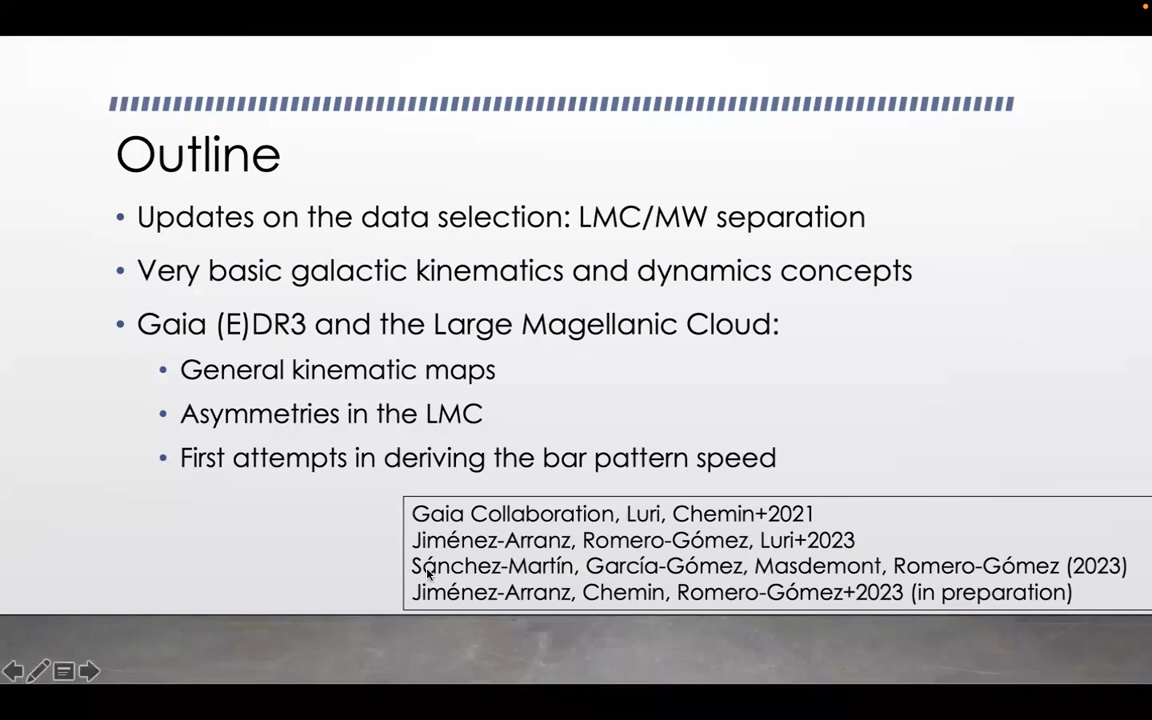 Outline
• Updates on the data selection: LMC/MW separation
• Very basic galactic kinematics and dynamics concepts
• Gaia (E)DR3 and the Large Magellanic Cloud:
• General kinematic maps
• Asymmetries in the LMC
• First attempts in deriving the bar pattern speed
Gaia Collaboration, Luri, Chemin+2021
Jiménez-Arranz, Romero-Gómez, Luri+2023
Sánchez-Martín, García-Gómez, Masdemont, Romero-Gómez (2023)
Jiménez-Arranz, Chemin, Romero-Gómez+2023 (in preparation)